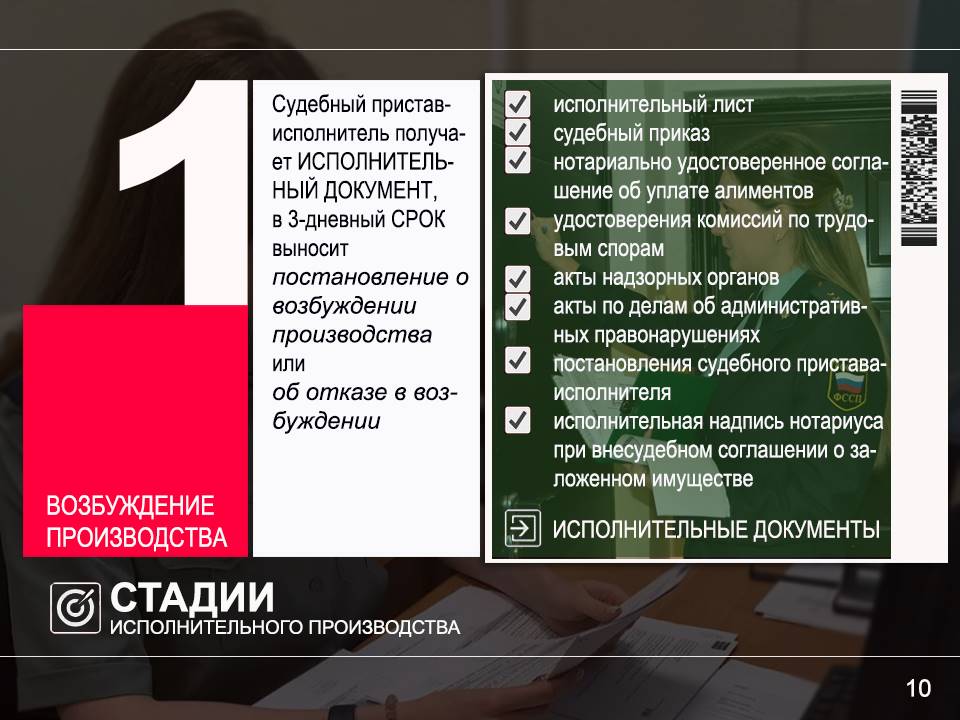 1
ВОЗБУЖДЕНИЕ
ПРОИЗВОДСТВА
Судебный пристав-
исполнитель получа-
ет ИСПОЛНИТЕЛЬ-
НЫЙ ДОКУМЕНТ,
в 3-дневный СРОК
выносит
постановление о
возбуждении
производства
или
об отказе в воз-
буждении
исполнительный лист
судебный приказ
нотариально удостоверенное согла-
шение об уплате алиментов
удостоверения комиссий по трудо-
вым спорам
акты надзорных органов
акты по делам об административ-
ных правонарушениях
постановления судебного пристава-
исполнителя
исполнительная надпись нотариуса
при внесудебном соглашении о за-
ложенном имуществе
ФССП
ИСПОЛНИТЕЛЬНЫЕ ДОКУМЕНТЫ
СТАДИИ
ИСПОЛНИТЕЛЬНОГО ПРОИЗВОДСТВА
10